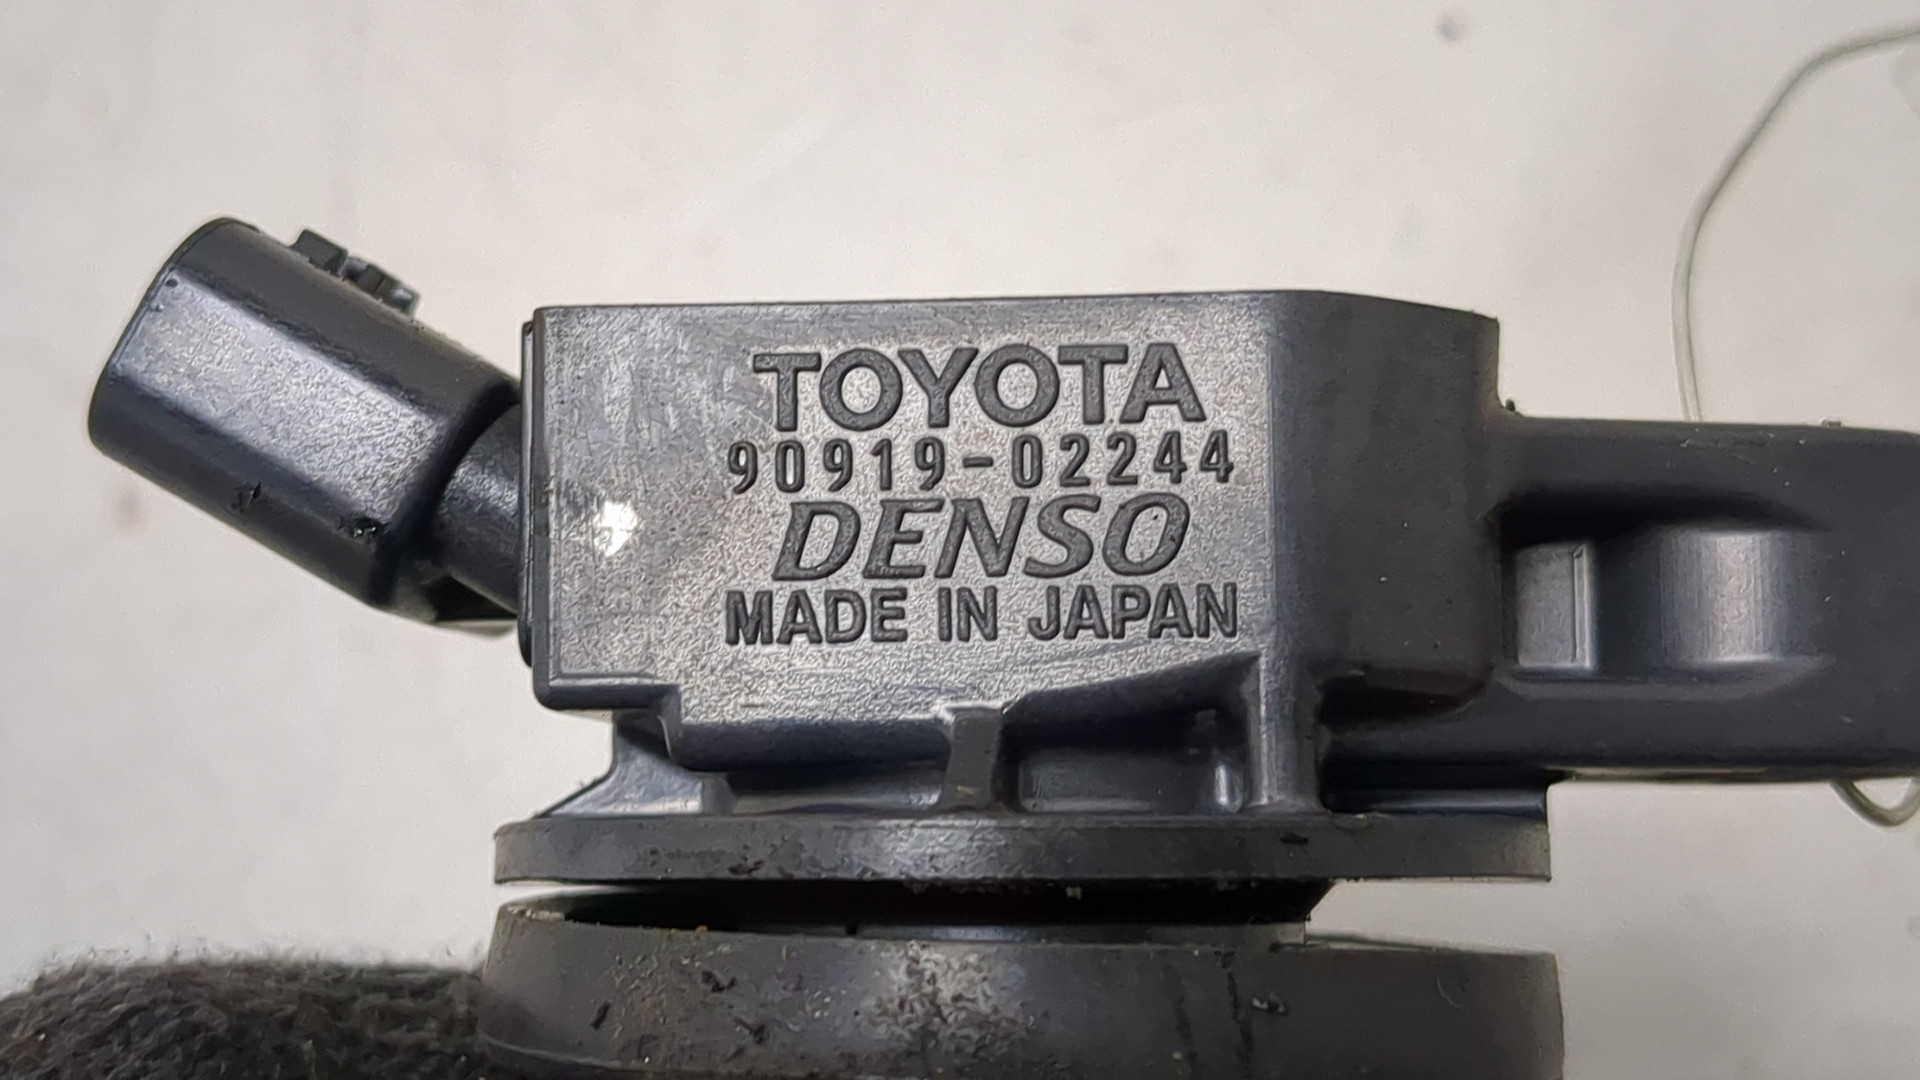 TOYOTA
90919-02244
DENSO
MADE IN JAPAN